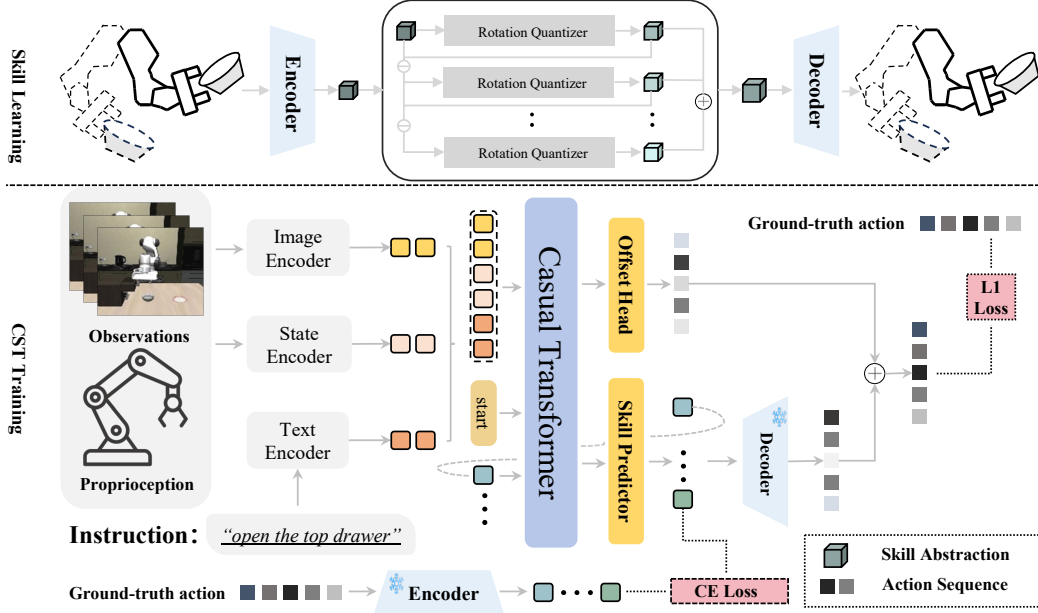 Skill Learning
Encoder
Rotation Quantizer
Rotation Quantizer
Rotation Quantizer
Decoder
CST Training
Observations
Proprioception
Image
Encoder
State
Encoder
Text
Encoder
start
Casual Transformer
Offset Head
Skill Predictor
Decoder
Ground-truth action
L1
Loss
Instruction:
“open the top drawer”
Ground-truth action
Encoder
CE Loss
Skill Abstraction
Action Sequence